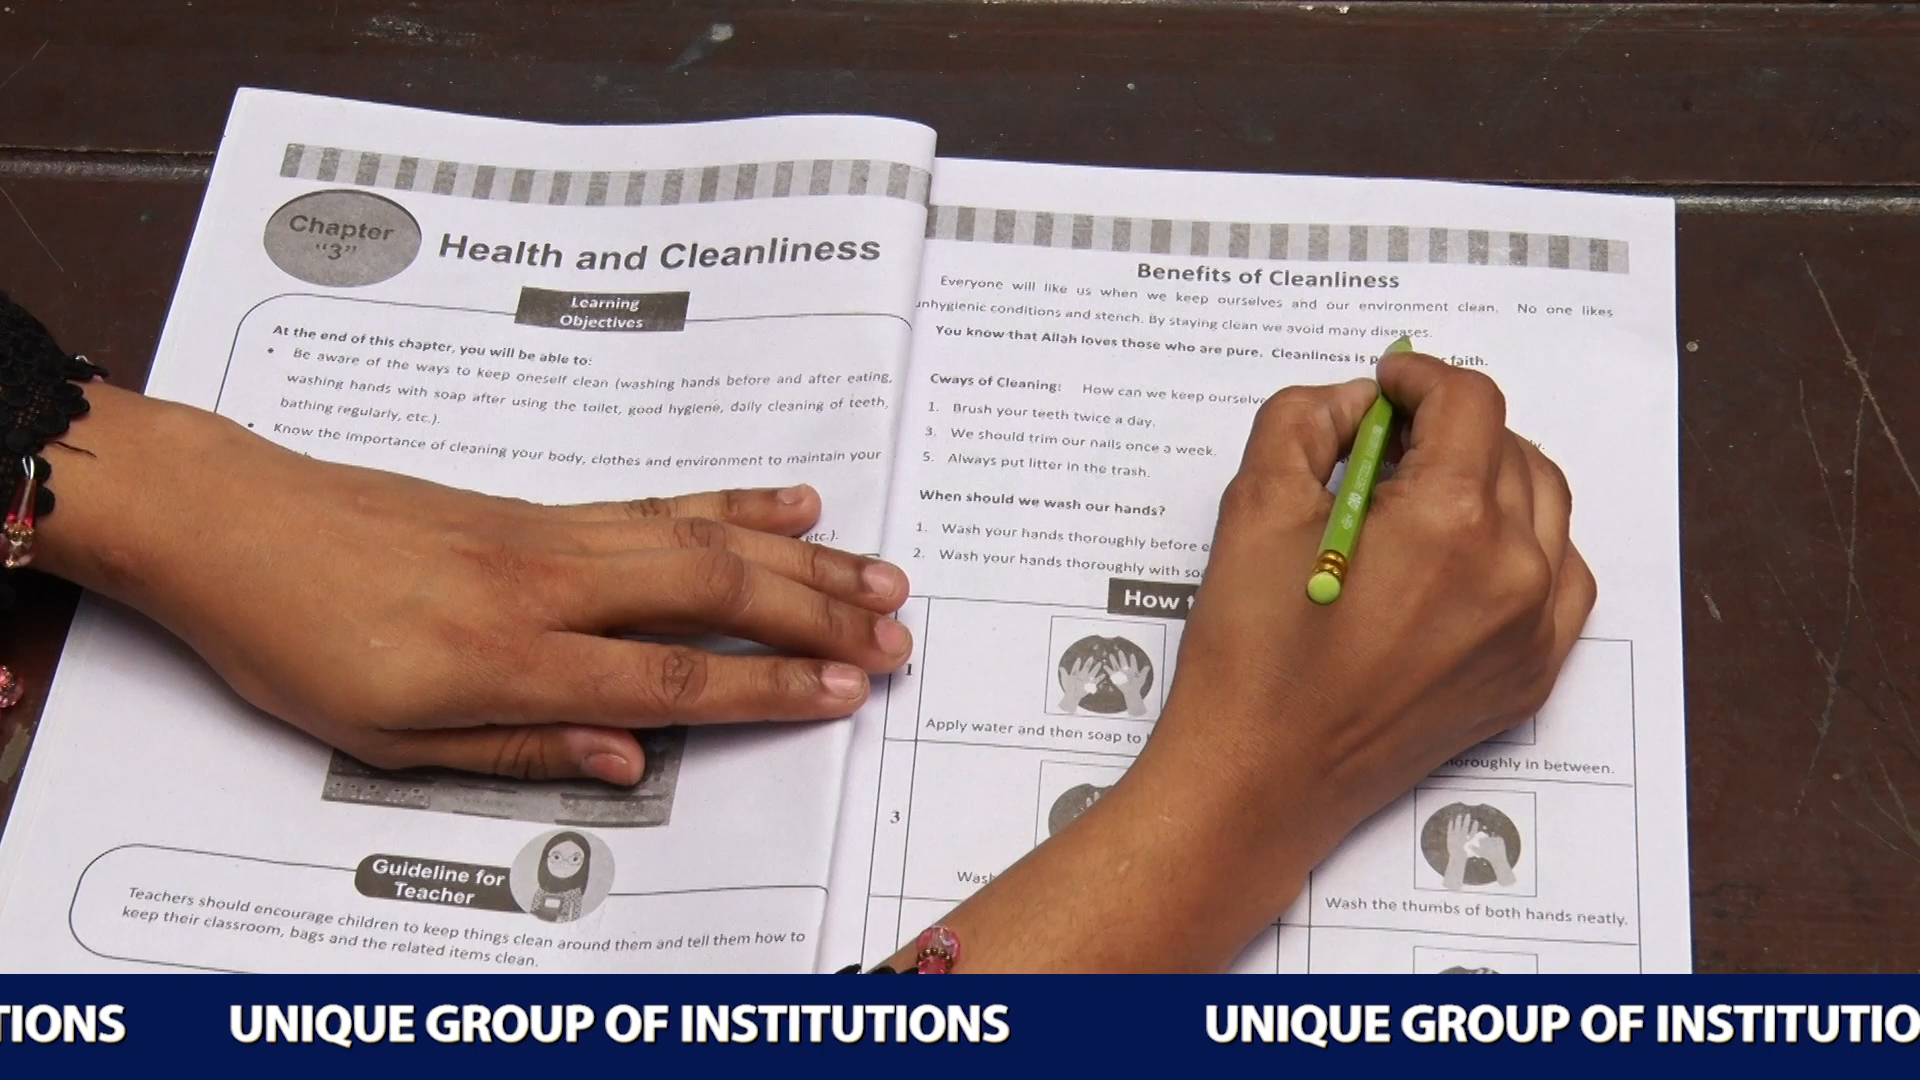 Chapter
"3"
Health and Cleanliness
Learning
Objectives
At the end of this chapter, you will be able to:
• Be aware of the ways to keep oneself clean (washing hands before and after eating,
washing hands with soap after using the toilet, good hygiene, daily cleaning of teeth,
bathing regularly, etc.).
• Know the importance of cleaning your body, clothes and environment to maintain your
etc.).
Guideline for
Teacher
Teachers should encourage children to keep things clean around them and tell them how to
keep their classroom, bags and the related items clean.
Benefits of Cleanliness
Everyone will like us when we keep ourselves and our environment clean. No one likes
unhygienic conditions and stench. By staying clean we avoid many diseases.
You know that Allah loves those who are pure. Cleanliness is faith.
Cways of Cleaning: How can we keep
1. Brush your teeth twice a day.
3. We should trim our nails once a week.
5. Always put litter in the trash.
When should we wash our hands?
1. Wash your hands thoroughly before
2. Wash your hands thoroughly with
How
1
Apply water and then soap to
in between.
3
Wash the thumbs of both hands neatly.
UNIQUE GROUP OF INSTITUTIONS
UNIQUE GROUP OF